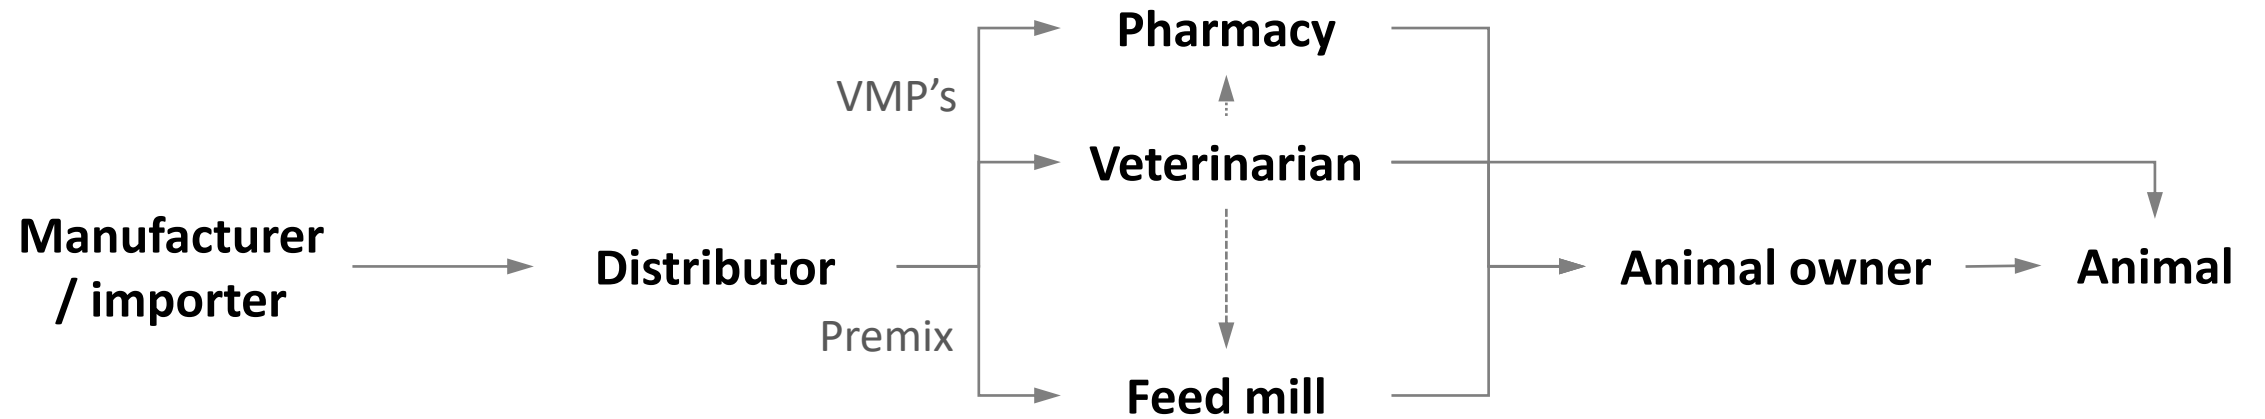 Pharmacy
VMP’s
Veterinarian
Manufacturer
/ importer
Distributor
Animal owner
Animal
Premix
Feed mill